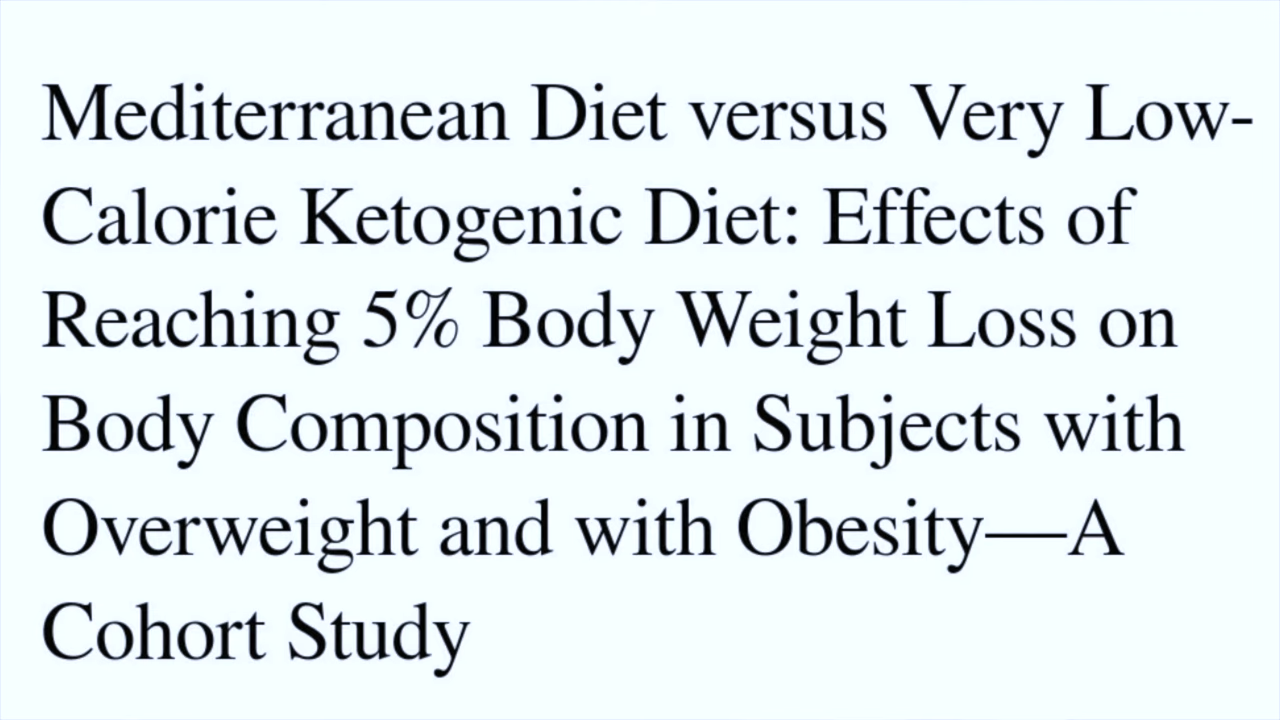 Mediterranean Diet versus Very Low-
Calorie Ketogenic Diet: Effects of
Reaching 5% Body Weight Loss on
Body Composition in Subjects with
Overweight and with Obesity—A
Cohort Study